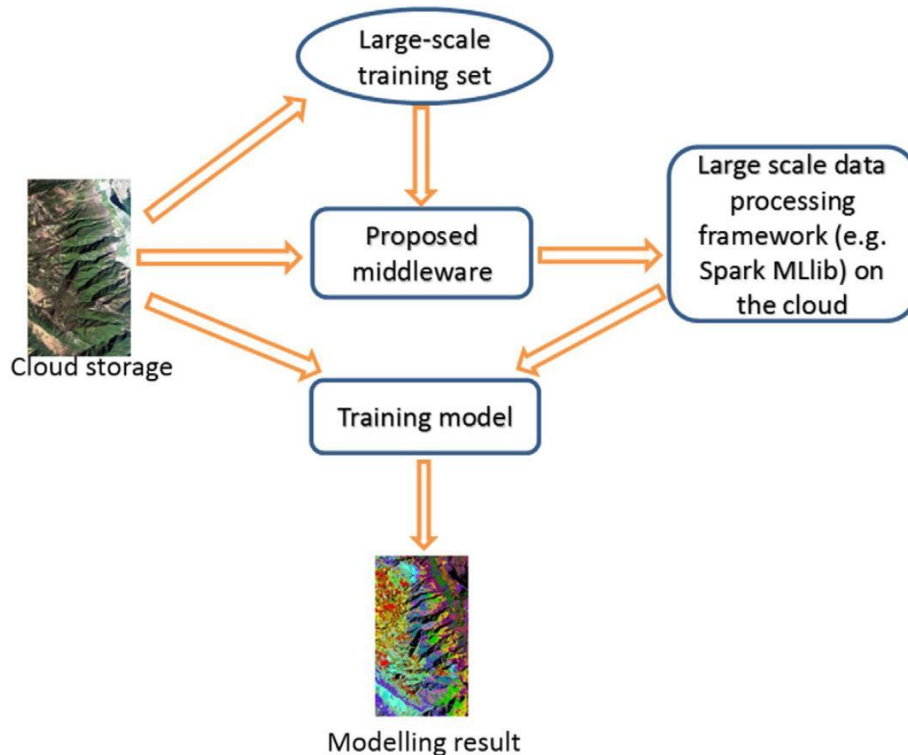 Large-scale
training set
Large scale data
processing
framework (e.g.
Spark MLlib) on
the cloud
Proposed
middleware
Cloud storage
Training model
Modelling result